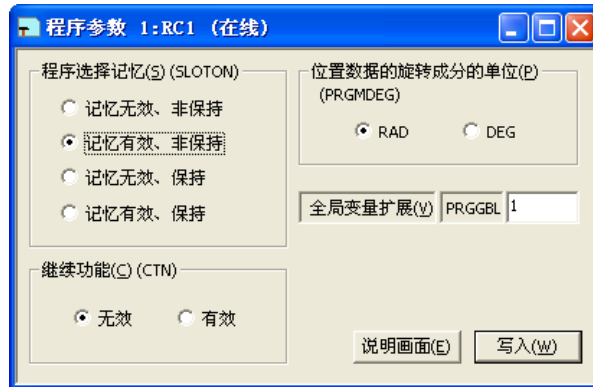 程序参数 1:RC1 (在线)
程序选择记忆(S)(SLOTON)
记忆无效、非保持
记忆有效、非保持
记忆无效、保持
记忆有效、保持
位置数据的旋转成分的单位(P)
(PRGMDEG)
RAD DEG
全局变量扩展(V) PRGGBL 1
继续功能(C)(CTN)
无效 有效
说明画面(E) 写入(W)